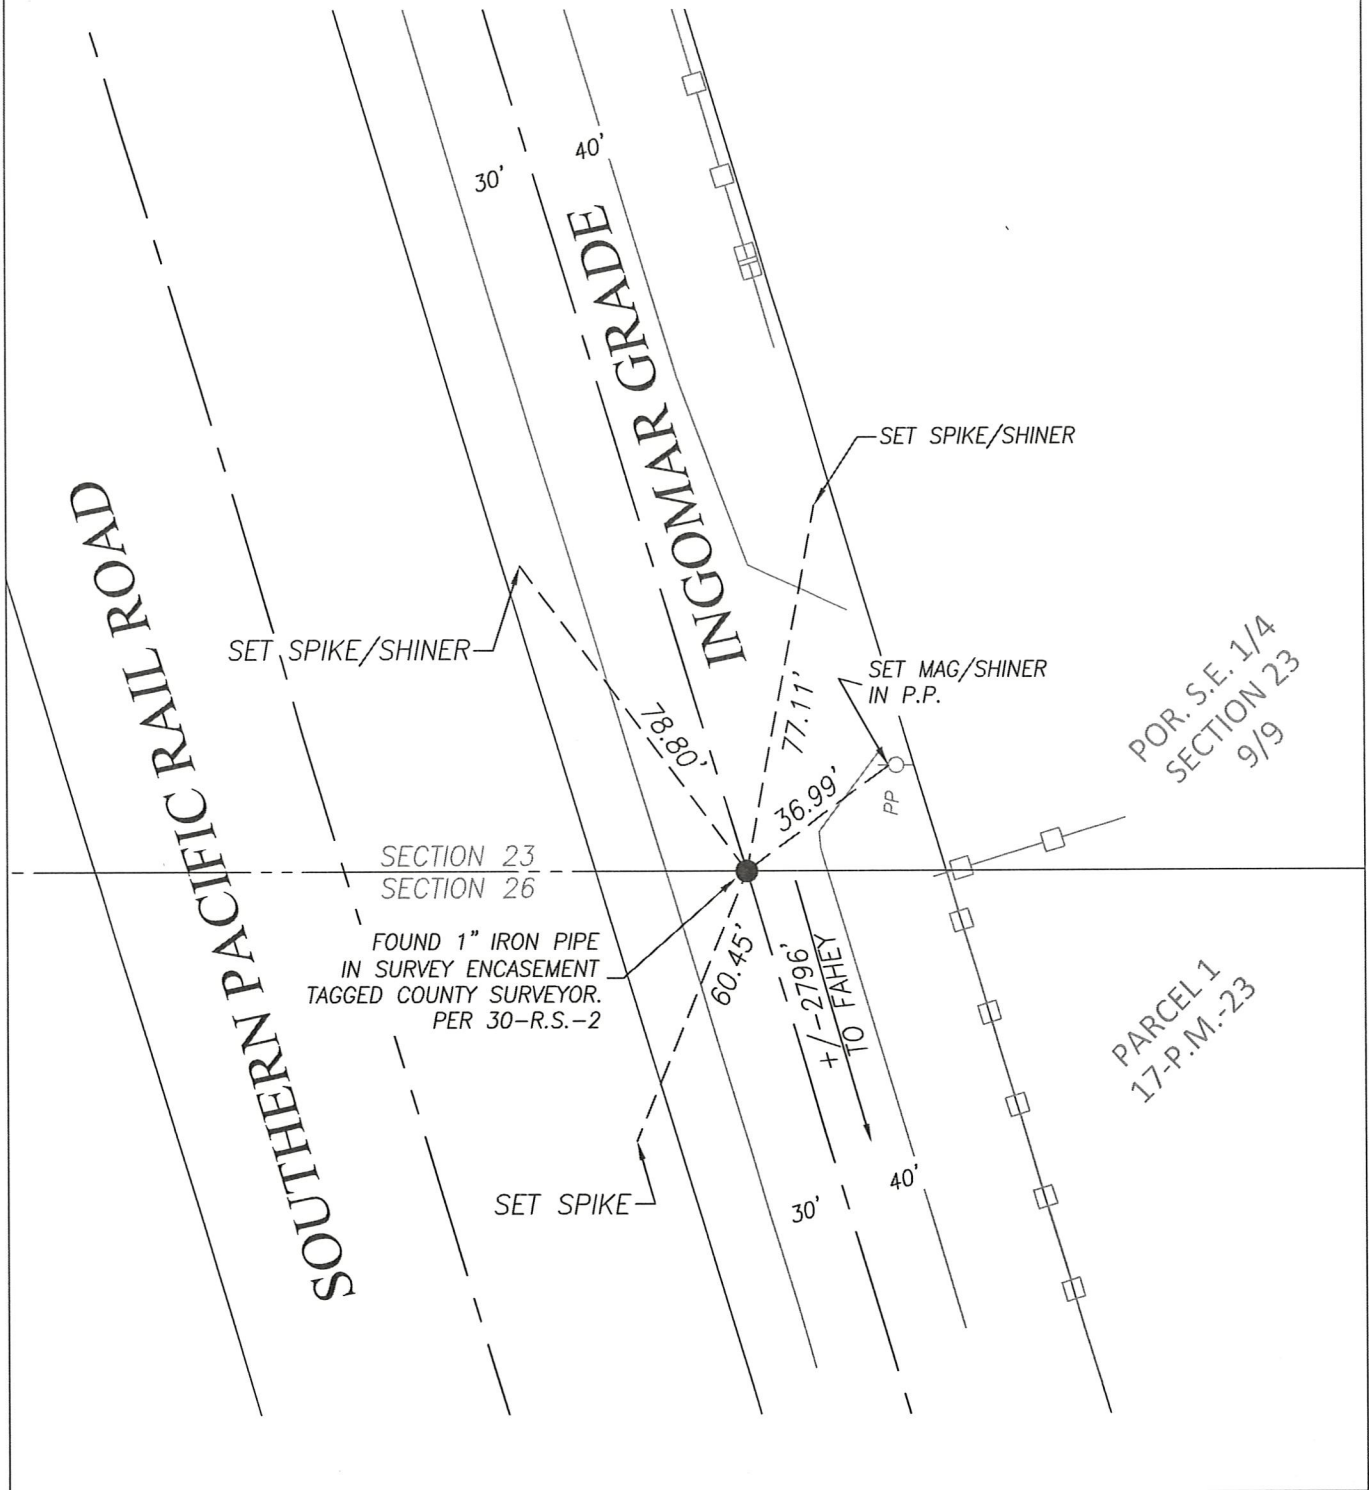 40'
30'
INGOMAR GRADE
SET SPIKE/SHINER
SOUTHERN PACIFIC RAIL ROAD
SET SPIKE/SHINER
SET MAG/SHINER
IN P.P.
POR. S.E. 1/4
SECTION 23
9/9
78.80'
77.11'
36.99'
PP
SECTION 23
SECTION 26
FOUND 1" IRON PIPE
IN SURVEY ENCASEMENT
TAGGED COUNTY SURVEYOR.
PER 30-R.S.-2
60.45'
+/-2796'
TO FAHEY
PARCEL 1
17-P.M.-23
SET SPIKE
40'
30'